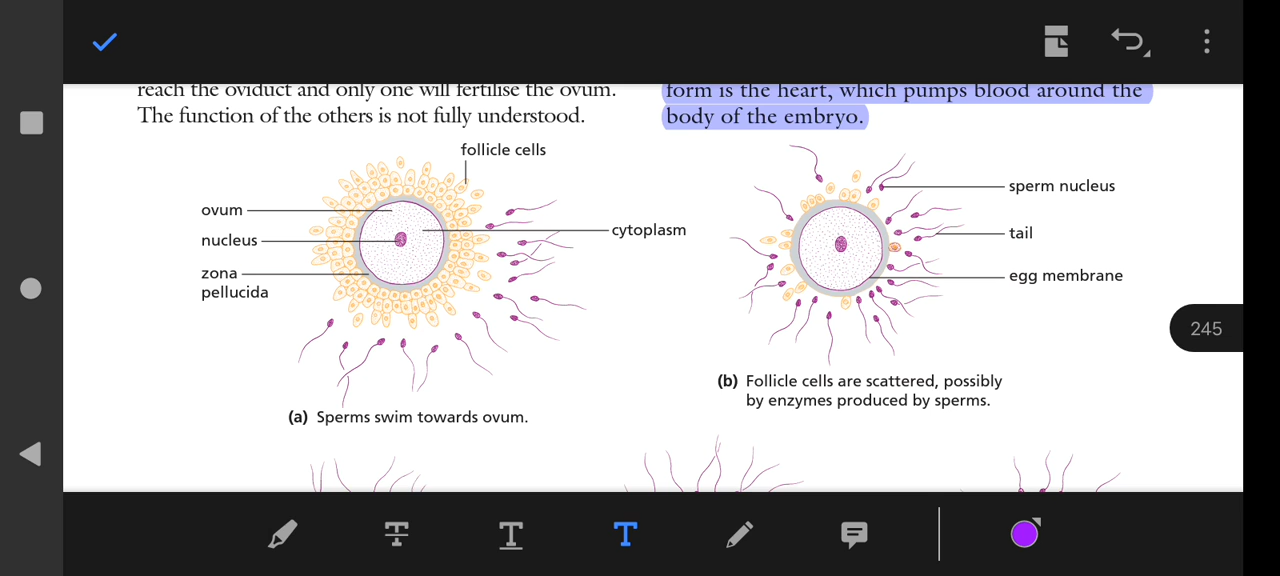 reach the oviduct and only one will fertilise the ovum.
The function of the others is not fully understood.
form is the heart, which pumps blood around the
body of the embryo.
follicle cells
ovum
nucleus
zona
pellucida
cytoplasm
(a) Sperms swim towards ovum.
sperm nucleus
tail
egg membrane
(b) Follicle cells are scattered, possibly
by enzymes produced by sperms.
245
T
T
T